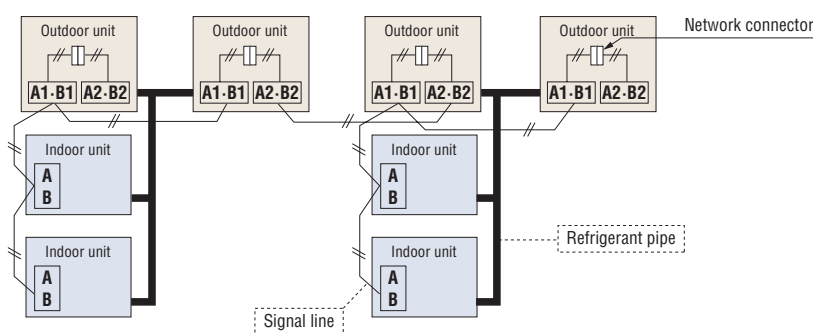 Network connector
Outdoor unit
A1·B1 A2·B2
Outdoor unit
A1·B1 A2·B2
Outdoor unit
A1·B1 A2·B2
Outdoor unit
A1·B1 A2·B2
Indoor unit
A
B
Indoor unit
A
B
Refrigerant pipe
Indoor unit
A
B
Indoor unit
A
B
Signal line